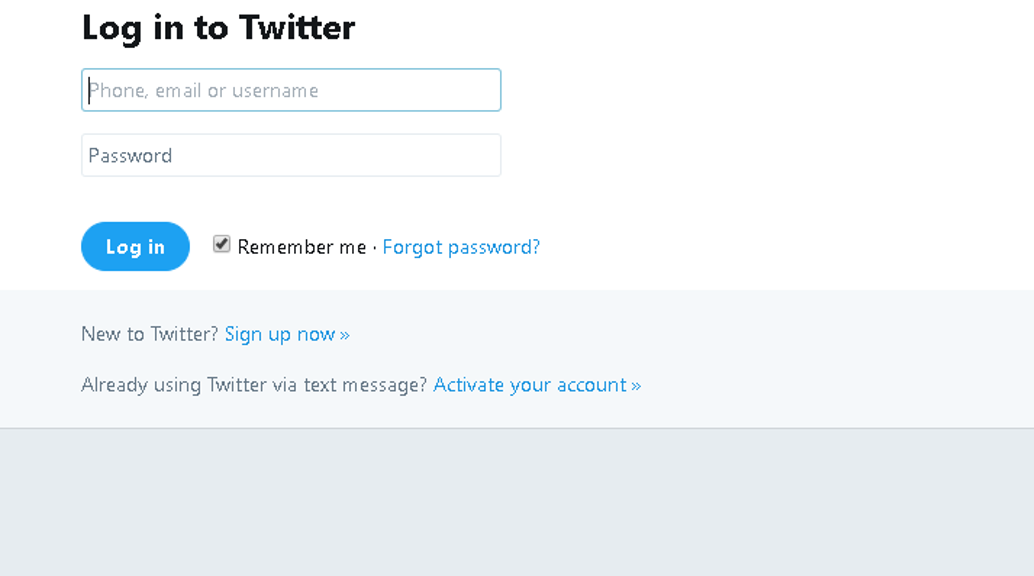 Log in to Twitter
Phone, email or username
Password
Log in Remember me · Forgot password?
New to Twitter? Sign up now »
Already using Twitter via text message? Activate your account »